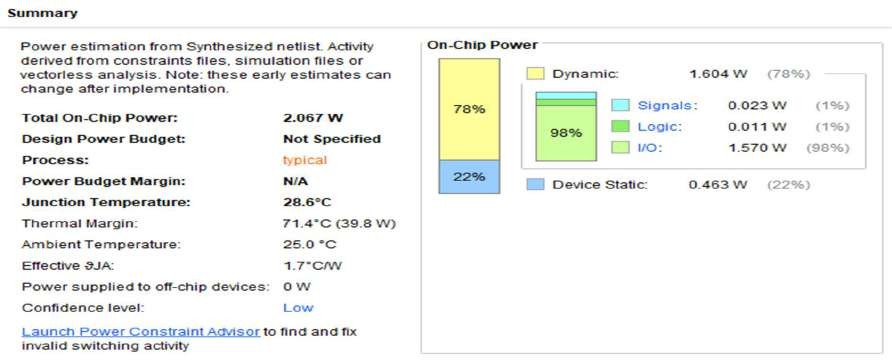 Summary
Power estimation from Synthesized netlist. Activity
derived from constraints files, simulation files or
vectorless analysis. Note: these early estimates can
change after implementation.
Total On-Chip Power: 2.067 W
Design Power Budget: Not Specified
Process: typical
Power Budget Margin: N/A
Junction Temperature: 28.6°C
Thermal Margin: 71.4°C (39.8 W)
Ambient Temperature: 25.0 °C
Effective ϑJA: 1.7°C/W
Power supplied to off-chip devices: 0 W
Confidence level: Low
Launch Power Constraint Advisor to find and fix
invalid switching activity
On-Chip Power
78%
22%
Dynamic: 1.604 W (78%)
98%
Signals: 0.023 W (1%)
Logic: 0.011 W (1%)
I/O: 1.570 W (98%)
Device Static: 0.463 W (22%)